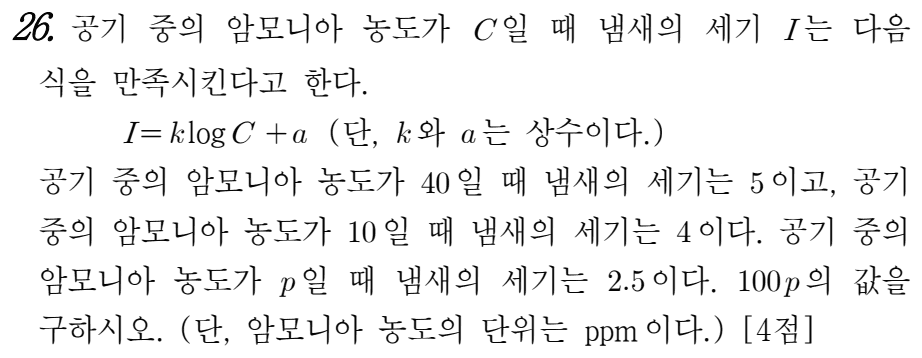 26. 공기 중의 암모니아 농도가 C일 때 냄새의 세기 I는 다음
식을 만족시킨다고 한다.
I=klogC+a (단, k와 a는 상수이다.)
공기 중의 암모니아 농도가 40일 때 냄새의 세기는 5이고, 공기
중의 암모니아 농도가 10일 때 냄새의 세기는 4이다. 공기 중의
암모니아 농도가 p일 때 냄새의 세기는 2.5이다. 100p의 값을
구하시오. (단, 암모니아 농도의 단위는 ppm이다.) [4점]